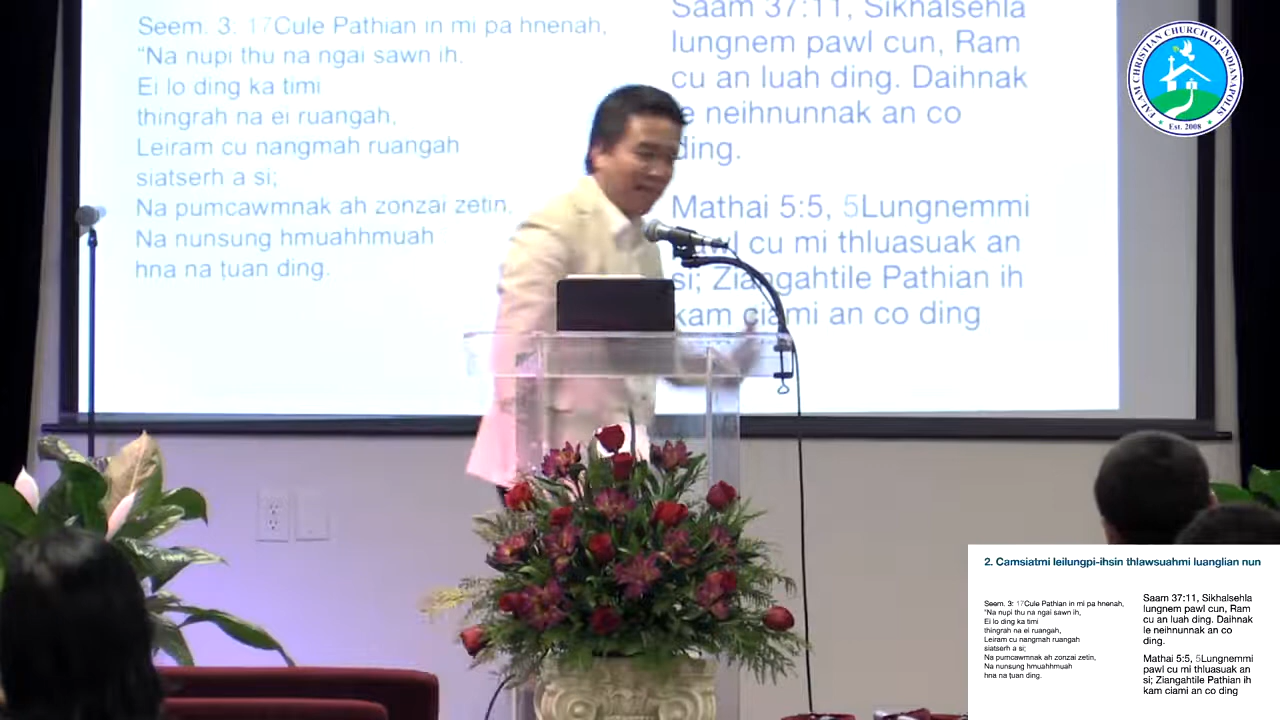 Seem. 3. 17Cule Pathian in mi pa hnenah,
“Na nupi thu na ngai sawn ih,
Ei lo ding ka timi
thingrah na ei ruangah,
Leiram cu nangmah ruangah
siatserh a si;
Na pumcawmnak ah zonzai zetin,
Na nunsung hmuahhmuah
hna na ṭuan ding.
Saam 37:11, Sikhalsehla
lungnem pawl cun, Ram
cu an luah ding. Daihnak
le neihnunnak an co
ding.
Mathai 5:5, 5Lungnemmi
pawl cu mi thluasuak an
si; Ziangahtile Pathian ih
kam ciami an co ding
FALAM CHRISTIAN CHURCH OF INDIANAPOLIS
Est. 2008
2. Camsiatmi leilungpi-ihsin thlawsuahmi luanglian nun
Seem. 3: 17Cule Pathian in mi pa hnenah,
“Na nupi thu na ngai sawn ih,
Ei lo ding ka timi
thingrah na ei ruangah,
Leiram cu nangmah ruangah
siatserh a si;
Na pumcawmnak ah zonzai zetin,
Na nunsung hmuahhmuah
hna na ṭuan ding.
Saam 37:11, Sikhalsehla
lungnem pawl cun, Ram
cu an luah ding. Daihnak
le neihnunnak an co
ding.
Mathai 5:5, 5Lungnemmi
pawl cu mi thluasuak an
si; Ziangahtile Pathian ih
kam ciami an co ding